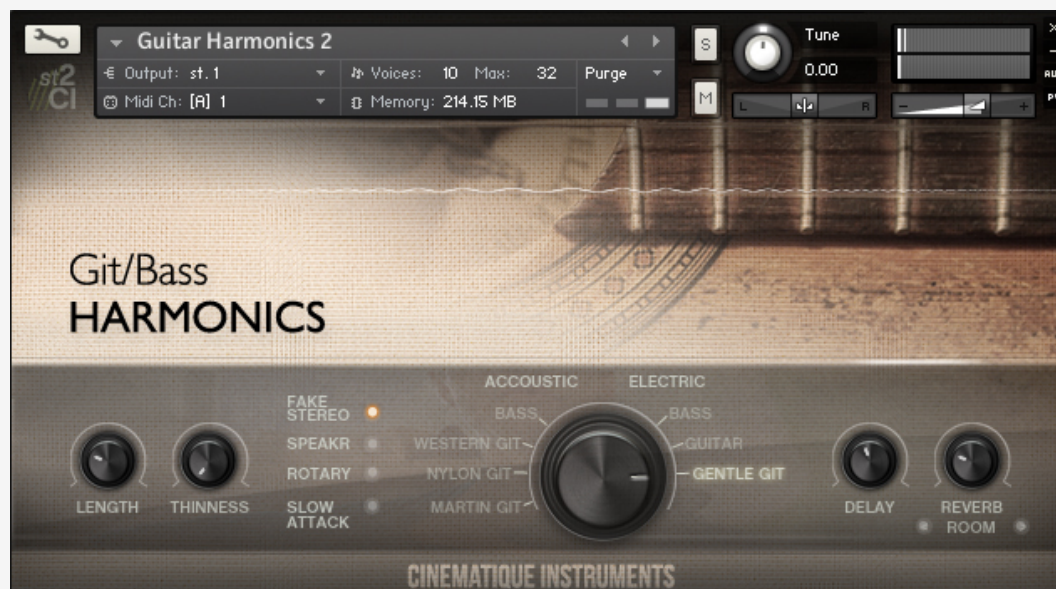 Guitar Harmonics 2
S
Tune
Output: st.1
Voices: 10 Max: 32
Purge
0.00
st2
CI
Midi Ch: [A] 1
Memory: 214.15 MB
M
L
R
-
+
Git/Bass
HARMONICS
ACCOUSTIC
ELECTRIC
FAKE
STEREO
BASS
BASS
SPEAKR
WESTERN GIT
GUITAR
ROTARY
NYLON GIT
GENTLE GIT
LENGTH
THINNESS
SLOW
ATTACK
MARTIN GIT
DELAY
REVERB
ROOM
CINEMATIQUE INSTRUMENTS